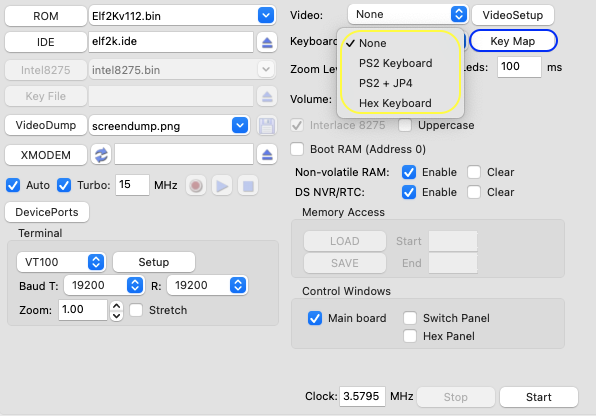 ROM Elf2Kv112.bin Video: None VideoSetup
IDE elf2k.ide Keyboard ✓ None Key Map
PS2 Keyboard
Intel8275 intel8275.bin Zoom Le Leds: 100 ms
PS2 + JP4
Key File Volume:
Hex Keyboard
VideoDump screendump.png Interlace 8275 Uppercase
XMODEM Boot RAM (Address 0)
Non-volatile RAM: Enable Clear
Auto Turbo: 15 MHz DS NVR/RTC: Enable Clear
DevicePorts Memory Access
Terminal LOAD Start
VT100 Setup SAVE End
Baud T: 19200 R: 19200 Control Windows
Zoom: 1.00 Stretch Main board Switch Panel
Hex Panel
Clock: 3.5795 MHz Stop Start